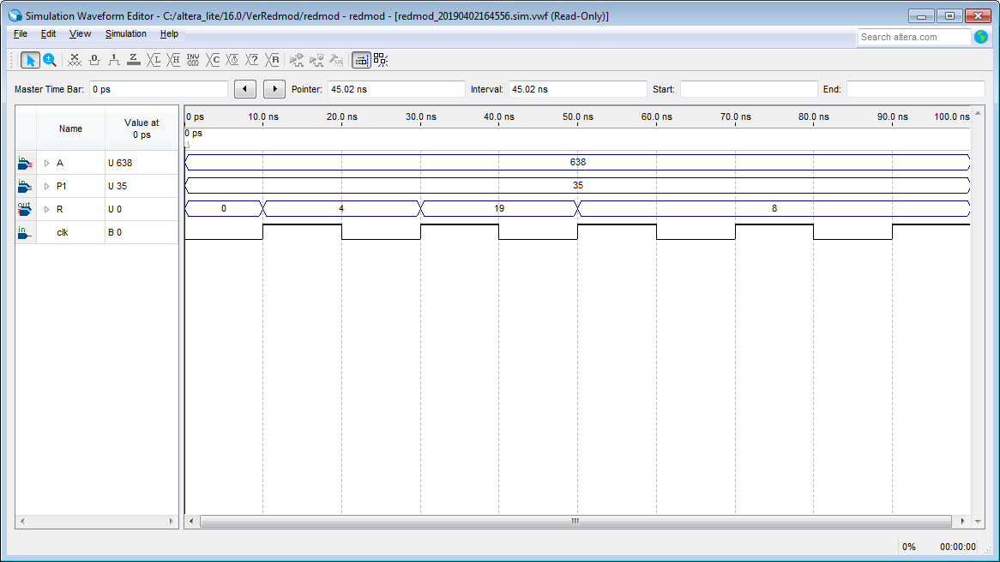 Simulation Waveform Editor - C:/altera_lite/16.0/VerRedmod/redmod - redmod - [redmod_20190402164556.sim.vwf (Read-Only)]
File Edit View Simulation Help
Search altera.com
Master Time Bar: 0 ps Pointer: 45.02 ns Interval: 45.02 ns Start: End:
Name Value at 0 ps
0 ps 10.0 ns 20.0 ns 30.0 ns 40.0 ns 50.0 ns 60.0 ns 70.0 ns 80.0 ns 90.0 ns 100.0 ns
0 ps
in A U 638 638
in P1 U 35 35
out R U 0 0 4 19 8
in clk B 0
0% 00:00:00